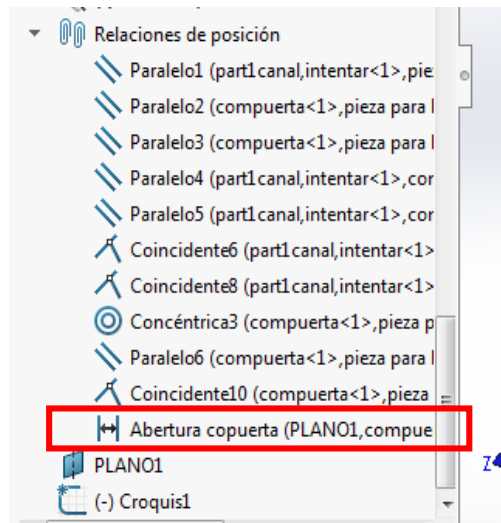 Relaciones de posición
Paralelo1 (part1canal,intentar<1>,pie
Paralelo2 (compuerta<1>,pieza para l
Paralelo3 (compuerta<1>,pieza para l
Paralelo4 (part1canal,intentar<1>,cor
Paralelo5 (part1canal,intentar<1>,cor
Coincidente6 (part1canal,intentar<1>
Coincidente8 (part1canal,intentar<1>
Concéntrica3 (compuerta<1>,pieza p
Paralelo6 (compuerta<1>,pieza para l
Coincidente10 (compuerta<1>,pieza
Abertura copuerta (PLANO1,compue
PLANO1
(-) Croquis1
Z